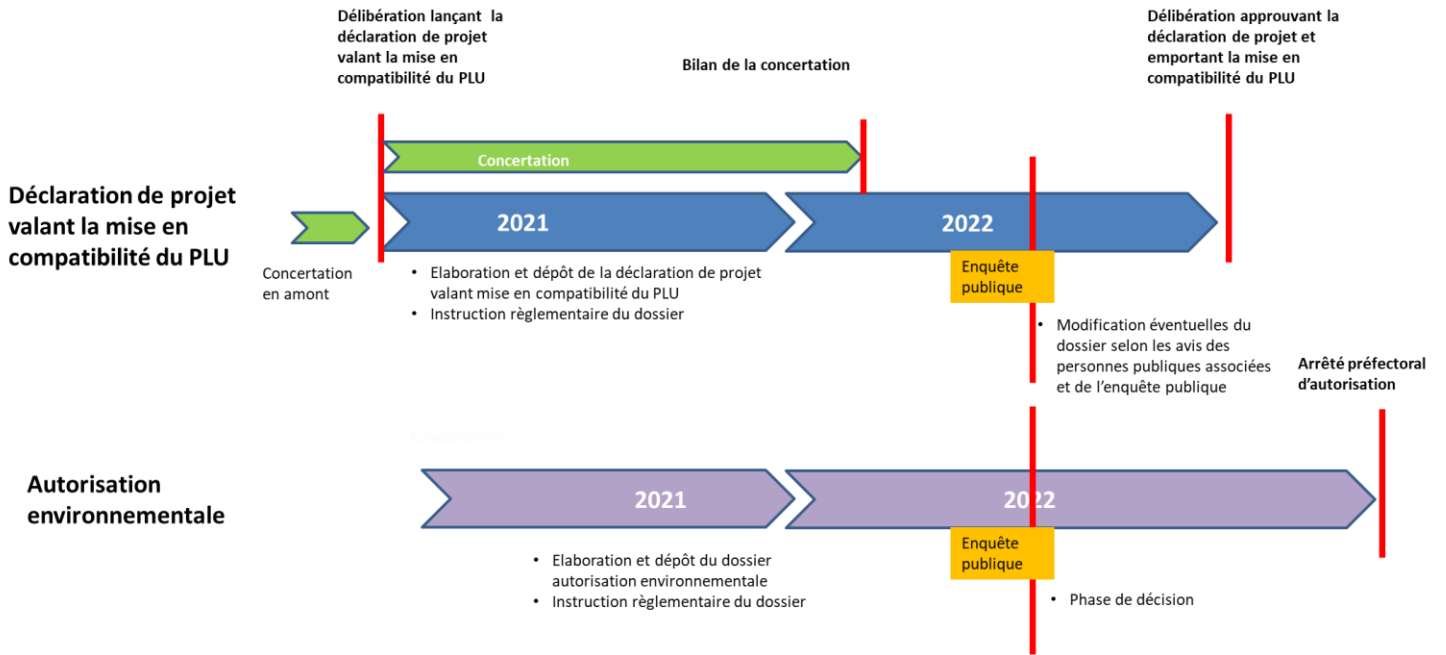 Délibération lançant la
déclaration de projet
valant la mise en
compatibilité du PLU
Bilan de la concertation
Délibération approuvant la
déclaration de projet et
emportant la mise en
compatibilité du PLU
Concertation
Déclaration de projet
valant la mise en
compatibilité du PLU
2021
2022
Concertation
en amont
• Elaboration et dépôt de la déclaration de projet
valant mise en compatibilité du PLU
• Instruction règlementaire du dossier
Enquête
publique
• Modification éventuelles du
dossier selon les avis des
personnes publiques associées
et de l’enquête publique
Arrêté préfectoral
d’autorisation
Autorisation
environnementale
2021
2022
• Elaboration et dépôt du dossier
autorisation environnementale
• Instruction règlementaire du dossier
Enquête
publique
• Phase de décision